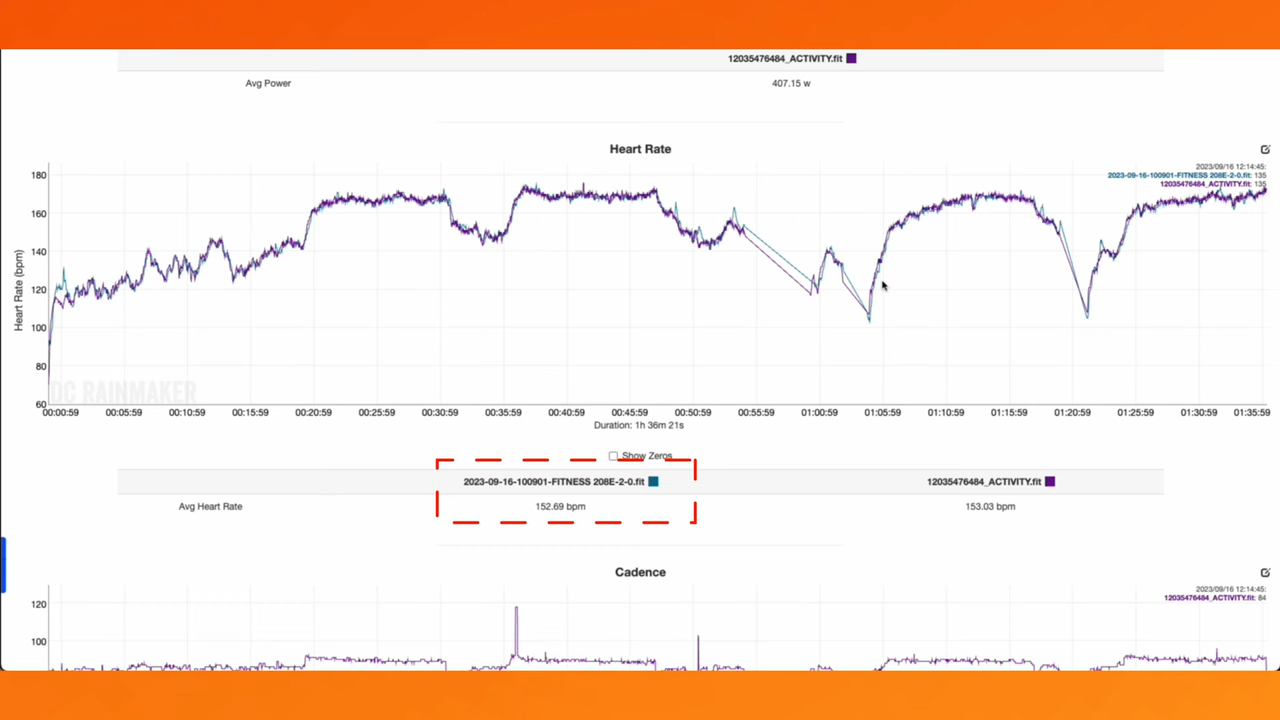 12035476484_ACTIVITY.fit
Avg Power 407.15 w
Heart Rate
2023/09/16 12:14:45:
2023-09-16-100901-FITNESS 208E-2-0.fit: 135
12035476484_ACTIVITY.fit: 135
Heart Rate (bpm)
180
160
140
120
100
80
60
DC RAINMAKER
00:00:59 00:05:59 00:10:59 00:15:59 00:20:59 00:25:59 00:30:59 00:35:59 00:40:59 00:45:59 00:50:59 00:55:59 01:00:59 01:05:59 01:10:59 01:15:59 01:20:59 01:25:59 01:30:59 01:35:59
Duration: 1h 36m 21s
Show Zeros
2023-09-16-100901-FITNESS 208E-2-0.fit 12035476484_ACTIVITY.fit
Avg Heart Rate 152.69 bpm 153.03 bpm
Cadence
2023/09/16 12:14:45:
12035476484_ACTIVITY.fit: 84
120
100